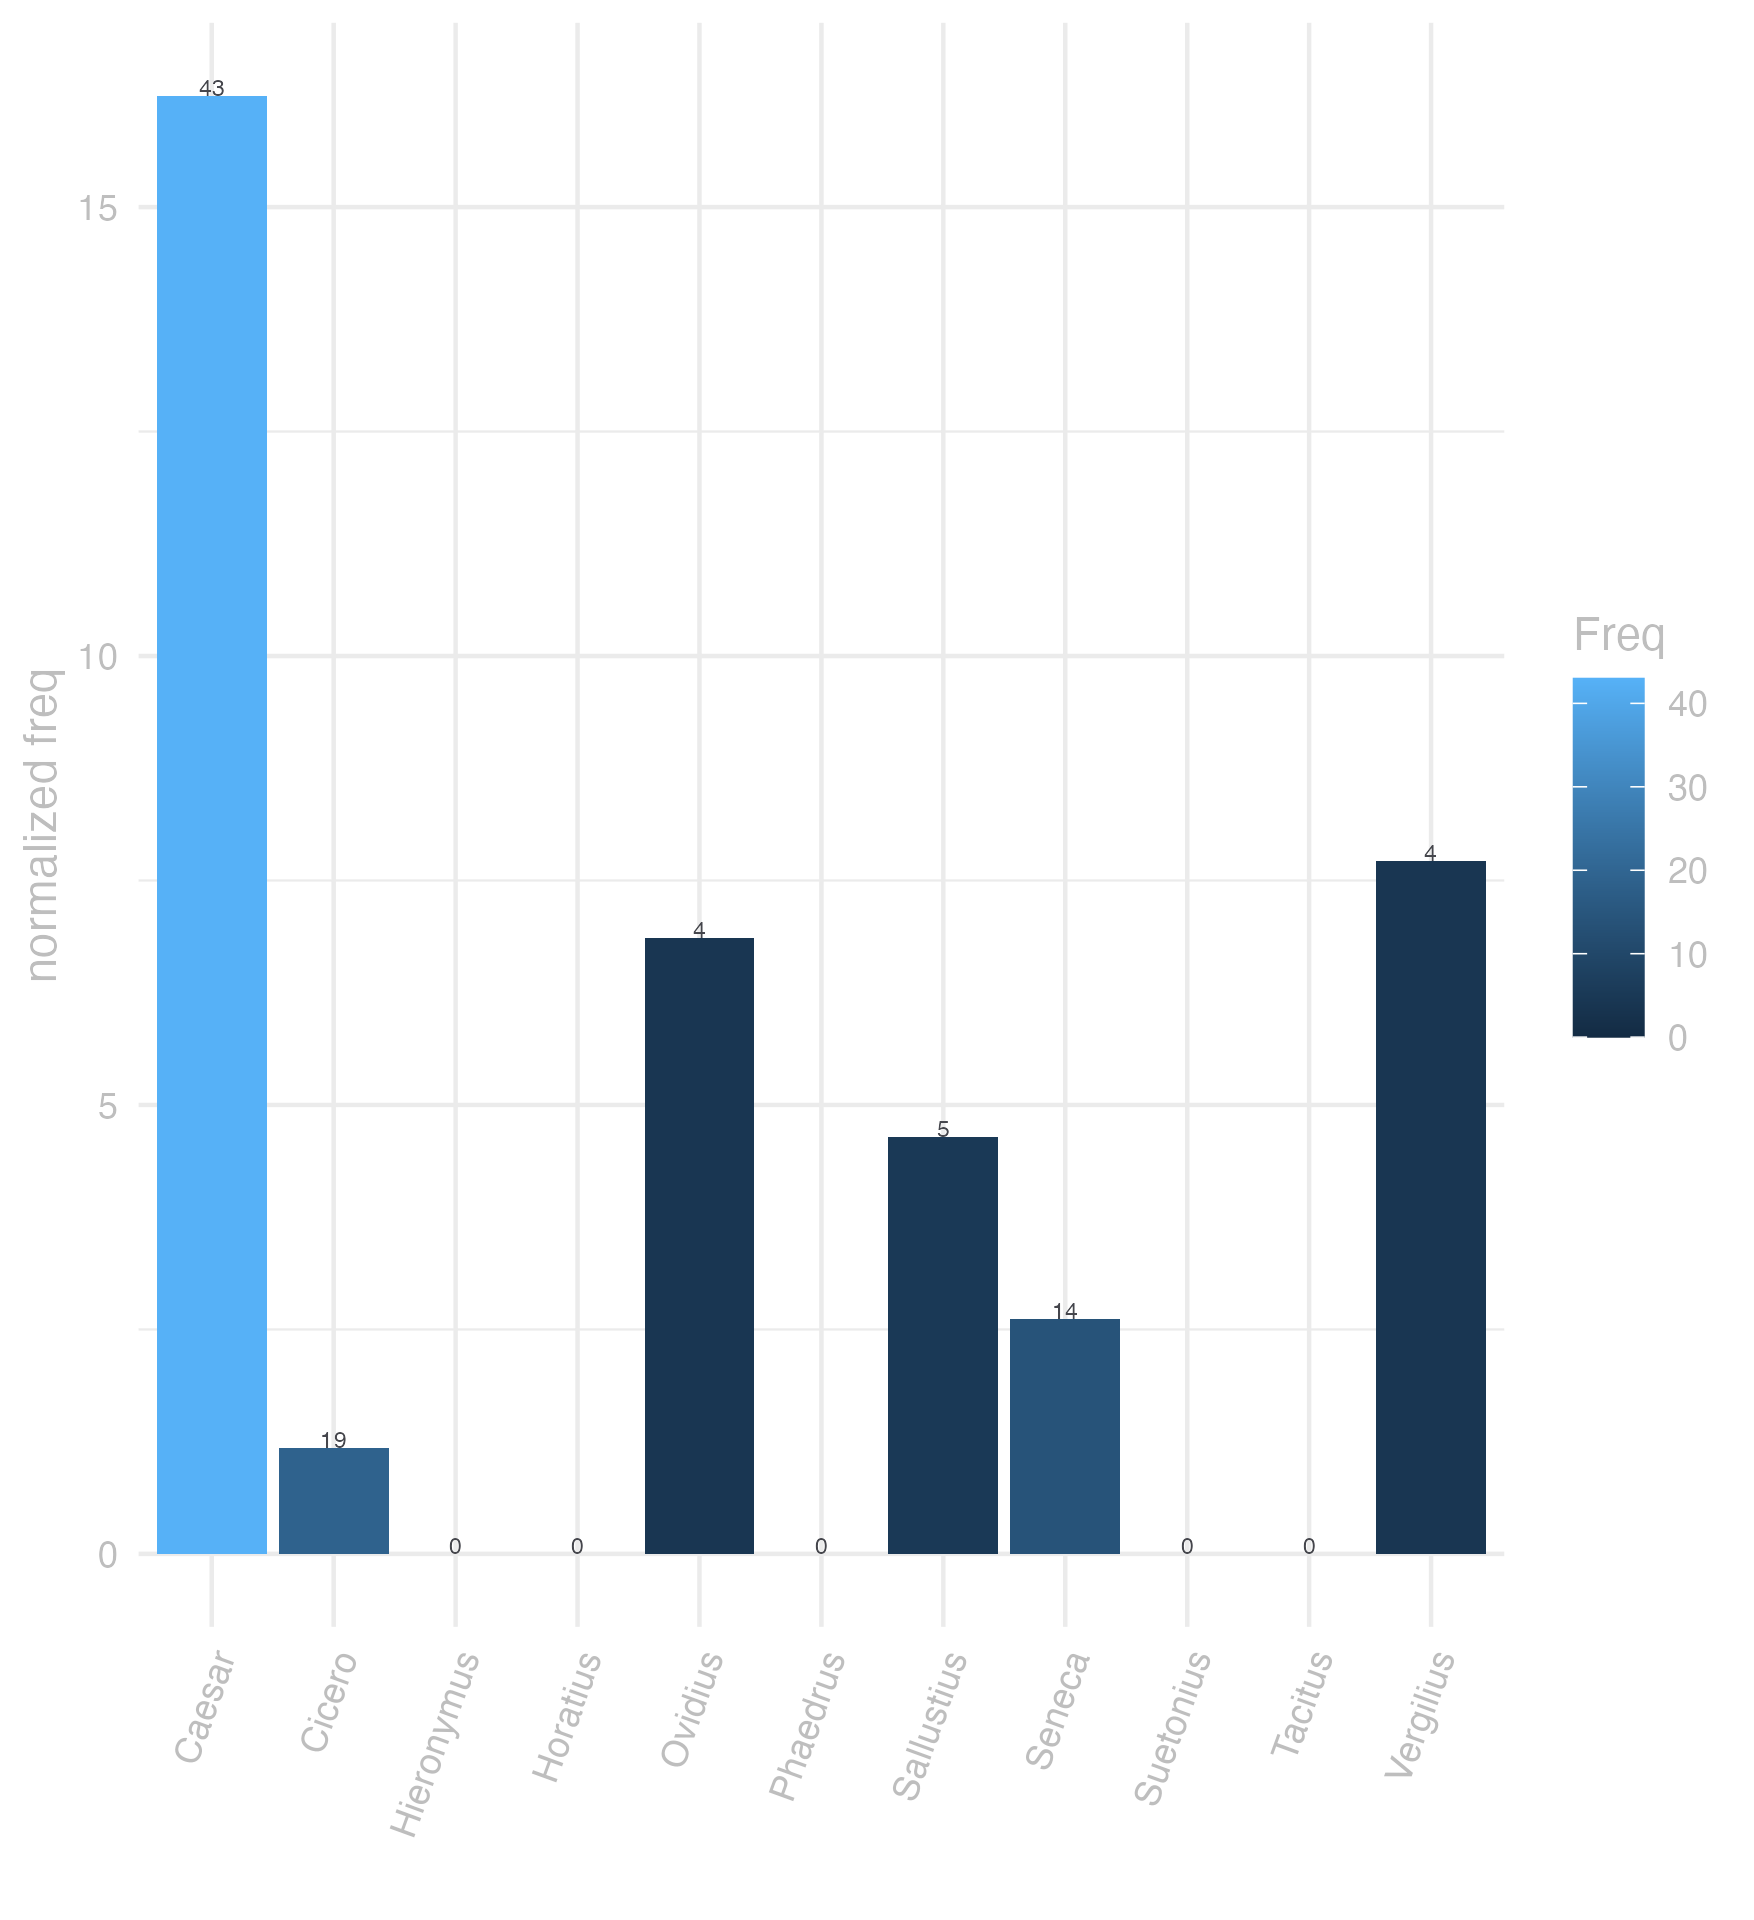 43
15
10
5
0
normalized freq
19
0
0
4
0
5
14
0
0
4
Caesar
Cicero
Hieronymus
Horatius
Ovidius
Phaedrus
Sallustius
Seneca
Suetonius
Tacitus
Vergilius
Freq
40
30
20
10
0